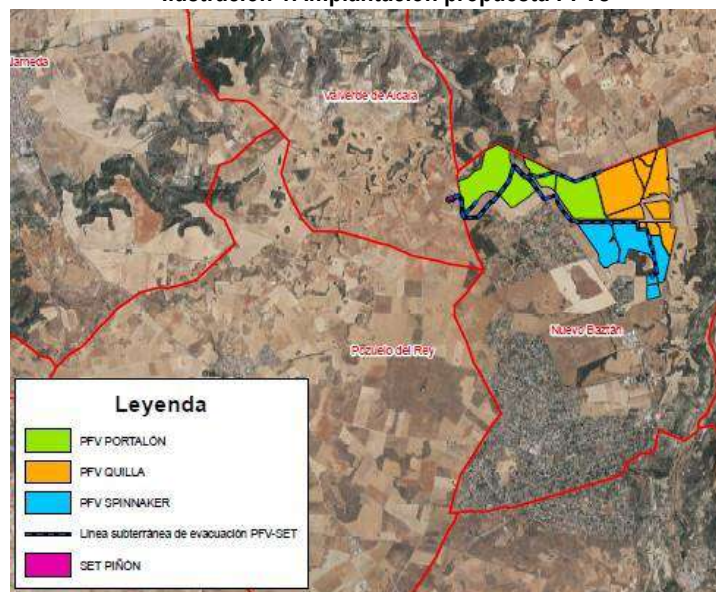 Ilustración 1. Implantación propuesta PFVs
Valverde de Alcalá
Nuevo Baztán
Pozuelo del Rey
Leyenda
PFV PORTALÓN
PFV QUILLA
PFV SPINNAKER
Línea subterránea de evacuación PFV-SET
SET PIÑÓN